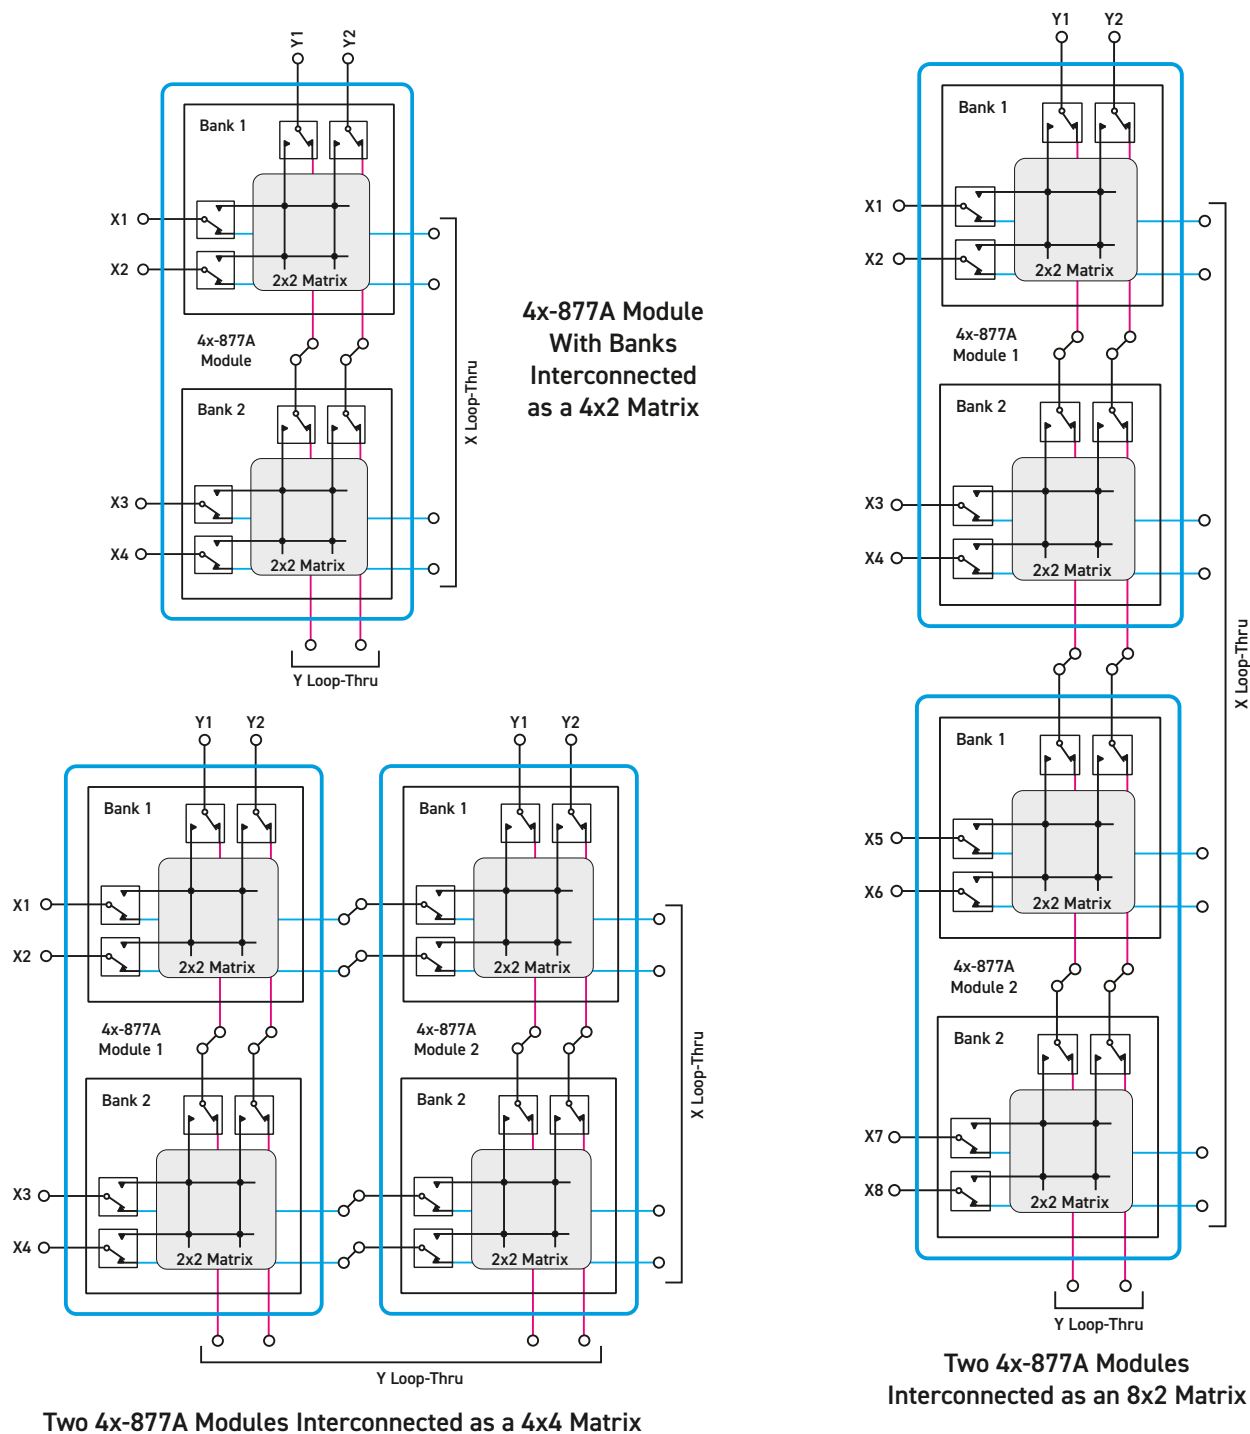 Y1
Y2
Bank 1
X1
X2
2x2 Matrix
4x-877A
Module
Bank 2
X3
X4
2x2 Matrix
X Loop-Thru
Y Loop-Thru
4x-877A Module
With Banks
Interconnected
as a 4x2 Matrix
Y1
Y2
Bank 1
X1
X2
2x2 Matrix
4x-877A
Module 1
Bank 2
X3
X4
2x2 Matrix
Bank 1
X5
X6
2x2 Matrix
4x-877A
Module 2
Bank 2
X7
X8
2x2 Matrix
X Loop-Thru
Y Loop-Thru
Two 4x-877A Modules
Interconnected as an 8x2 Matrix
Y1
Y2
Bank 1
X1
X2
2x2 Matrix
4x-877A
Module 1
Bank 2
X3
X4
2x2 Matrix
Y1
Y2
Bank 1
2x2 Matrix
4x-877A
Module 2
Bank 2
2x2 Matrix
X Loop-Thru
Y Loop-Thru
Two 4x-877A Modules Interconnected as a 4x4 Matrix